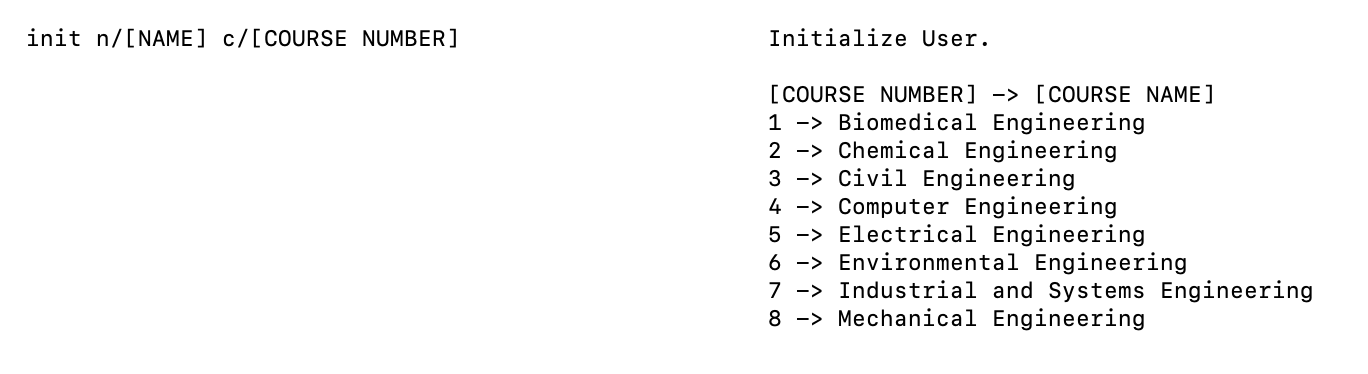 init n/[NAME] c/[COURSE NUMBER]
Initialize User.
[COURSE NUMBER] -> [COURSE NAME]
1 -> Biomedical Engineering
2 -> Chemical Engineering
3 -> Civil Engineering
4 -> Computer Engineering
5 -> Electrical Engineering
6 -> Environmental Engineering
7 -> Industrial and Systems Engineering
8 -> Mechanical Engineering